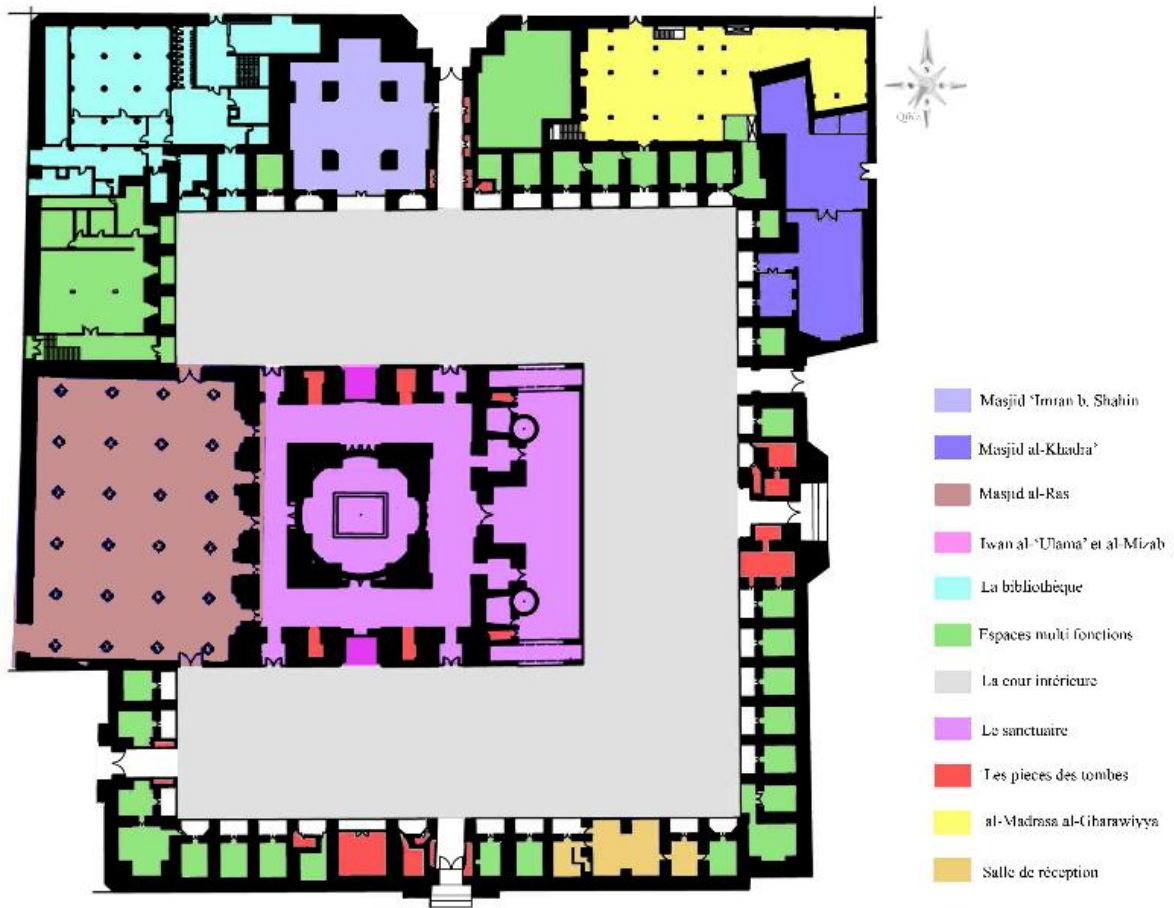 N
Qibla
Masjid ‘Imran b. Shahin
Masjid al-Khadra’
Masjid al-Ras
Iwan al-‘Ulama’ et al-Mizab
La bibliothèque
Espaces multi fonctions
La cour intérieure
Le sanctuaire
Les pieces des tombes
al-Madrasa al-Gharawiyya
Salle de réception